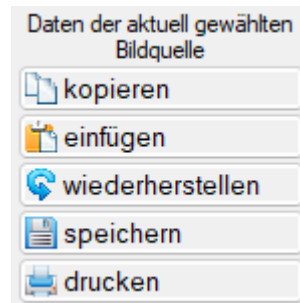 Daten der aktuell gewählten
Bildquelle
kopieren
einfügen
wiederherstellen
speichern
drucken